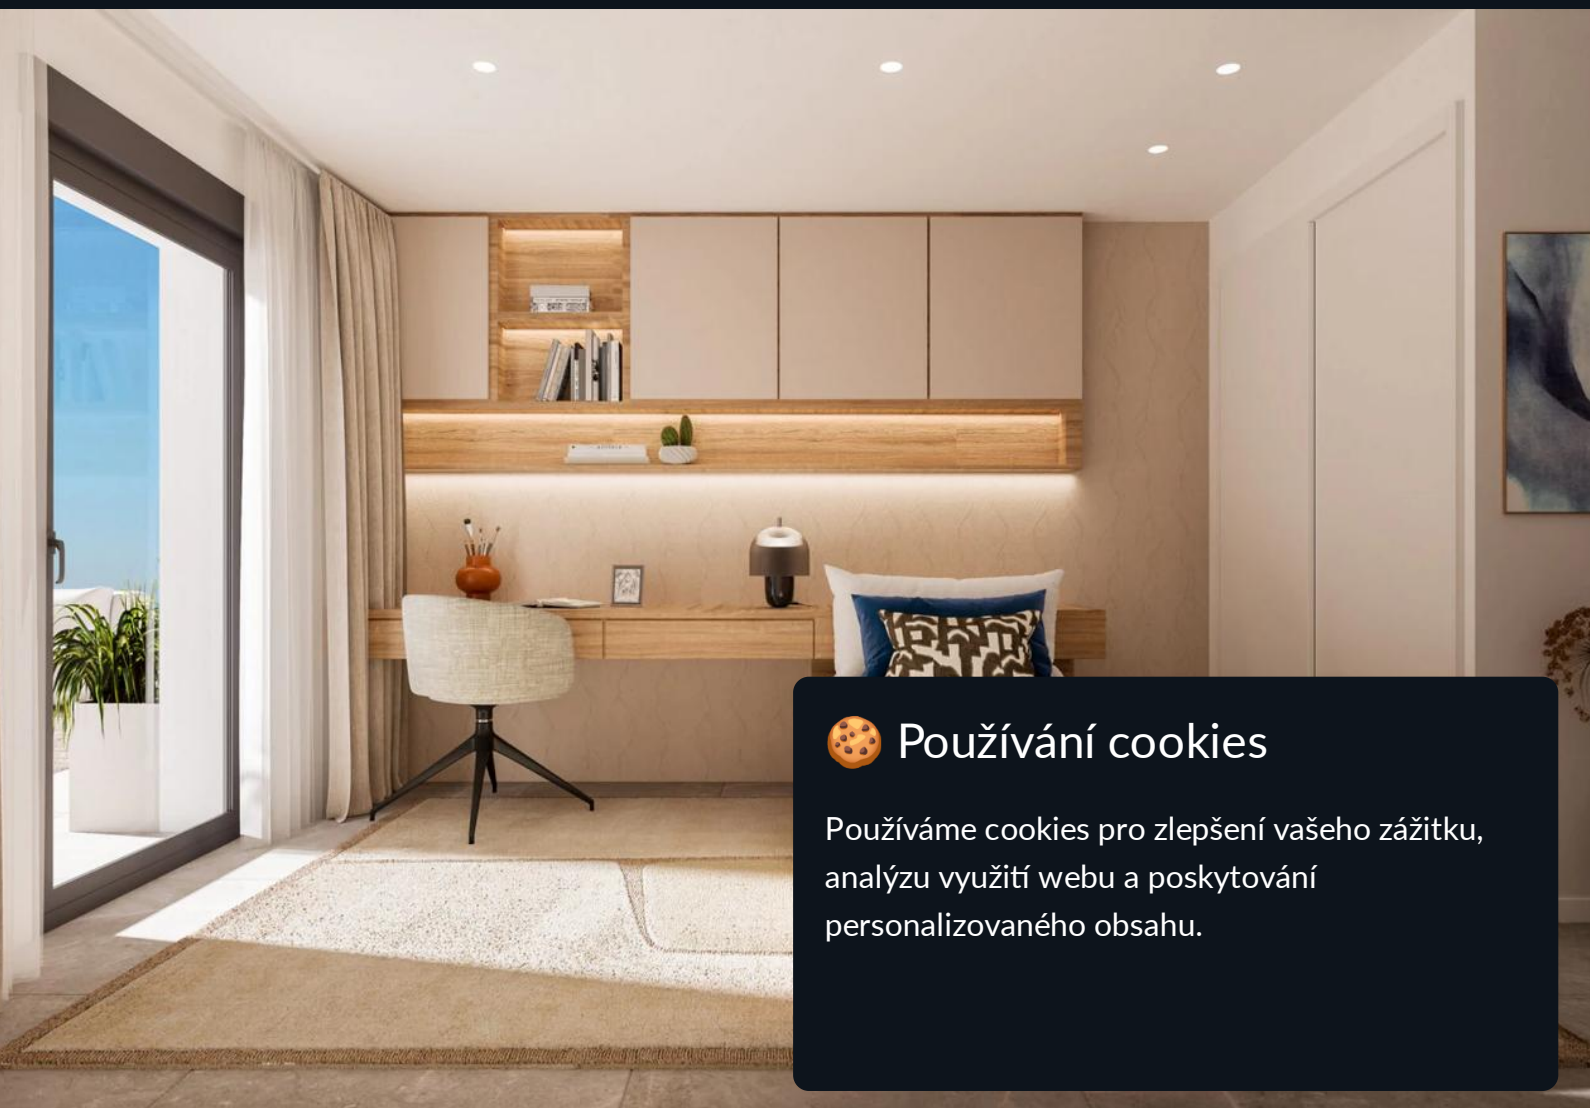 Používání cookies
Používáme cookies pro zlepšení vašeho zážitku,
analýzu využití webu a poskytování
personalizovaného obsahu.